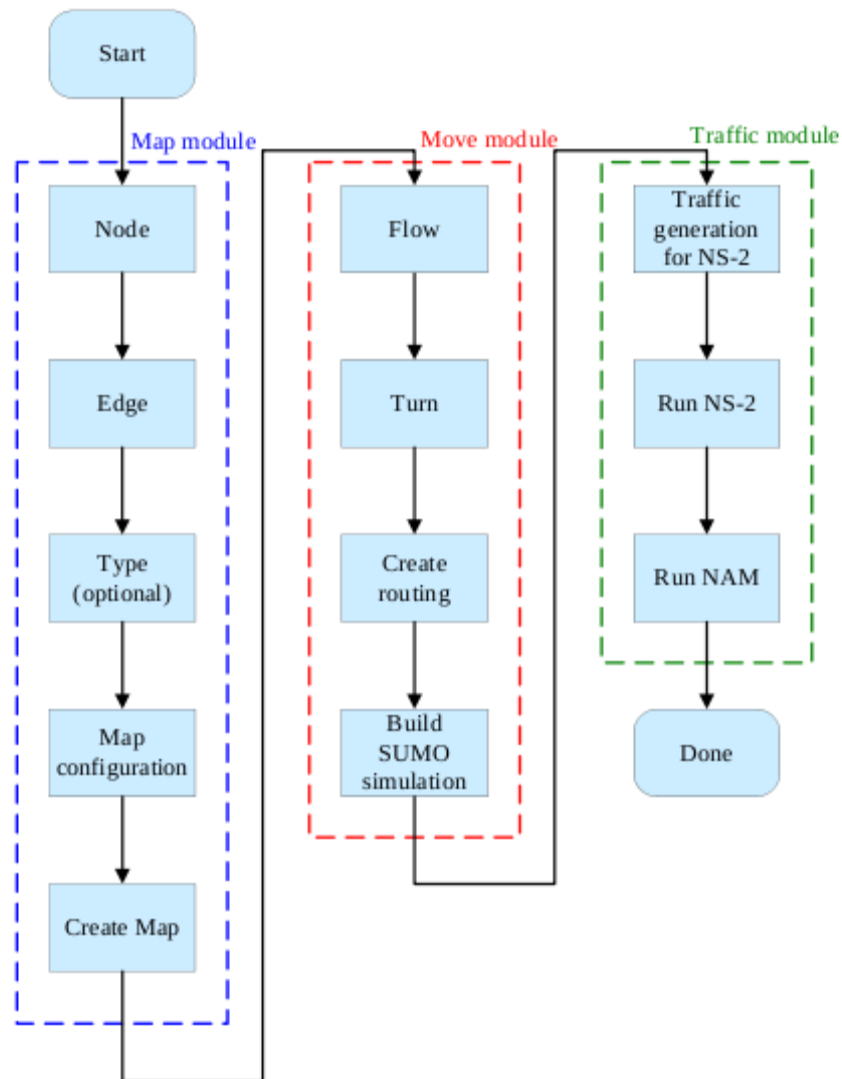 Start
Map module
Node
Edge
Type
(optional)
Map
configuration
Create Map
Move module
Flow
Turn
Create
routing
Build
SUMO
simulation
Traffic module
Traffic
generation
for NS-2
Run NS-2
Run NAM
Done